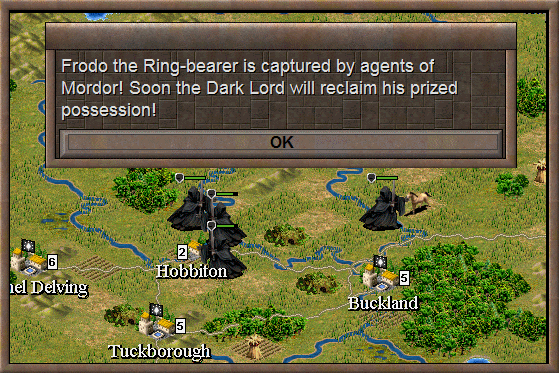 Frodo the Ring-bearer is captured by agents of
Mordor! Soon the Dark Lord will reclaim his prized
possession!
OK
2
Hobbiton
6
nel Delving
5
Buckland
5
Tuckborough